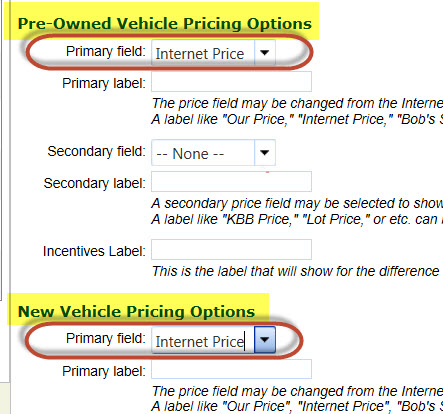 Pre-Owned Vehicle Pricing Options
Primary field: Internet Price
Primary label:
The price field may be changed from the Interne
A label like "Our Price," "Internet Price," "Bob's S
Secondary field: -- None --
Secondary label:
A secondary price field may be selected to show
A label like "KBB Price," "Lot Price," or etc. can l
Incentives Label:
This is the label that will show for the difference
New Vehicle Pricing Options
Primary field: Internet Price
Primary label:
The price field may be changed from the Interne
A label like "Our Price", "Internet Price", "Bob's S